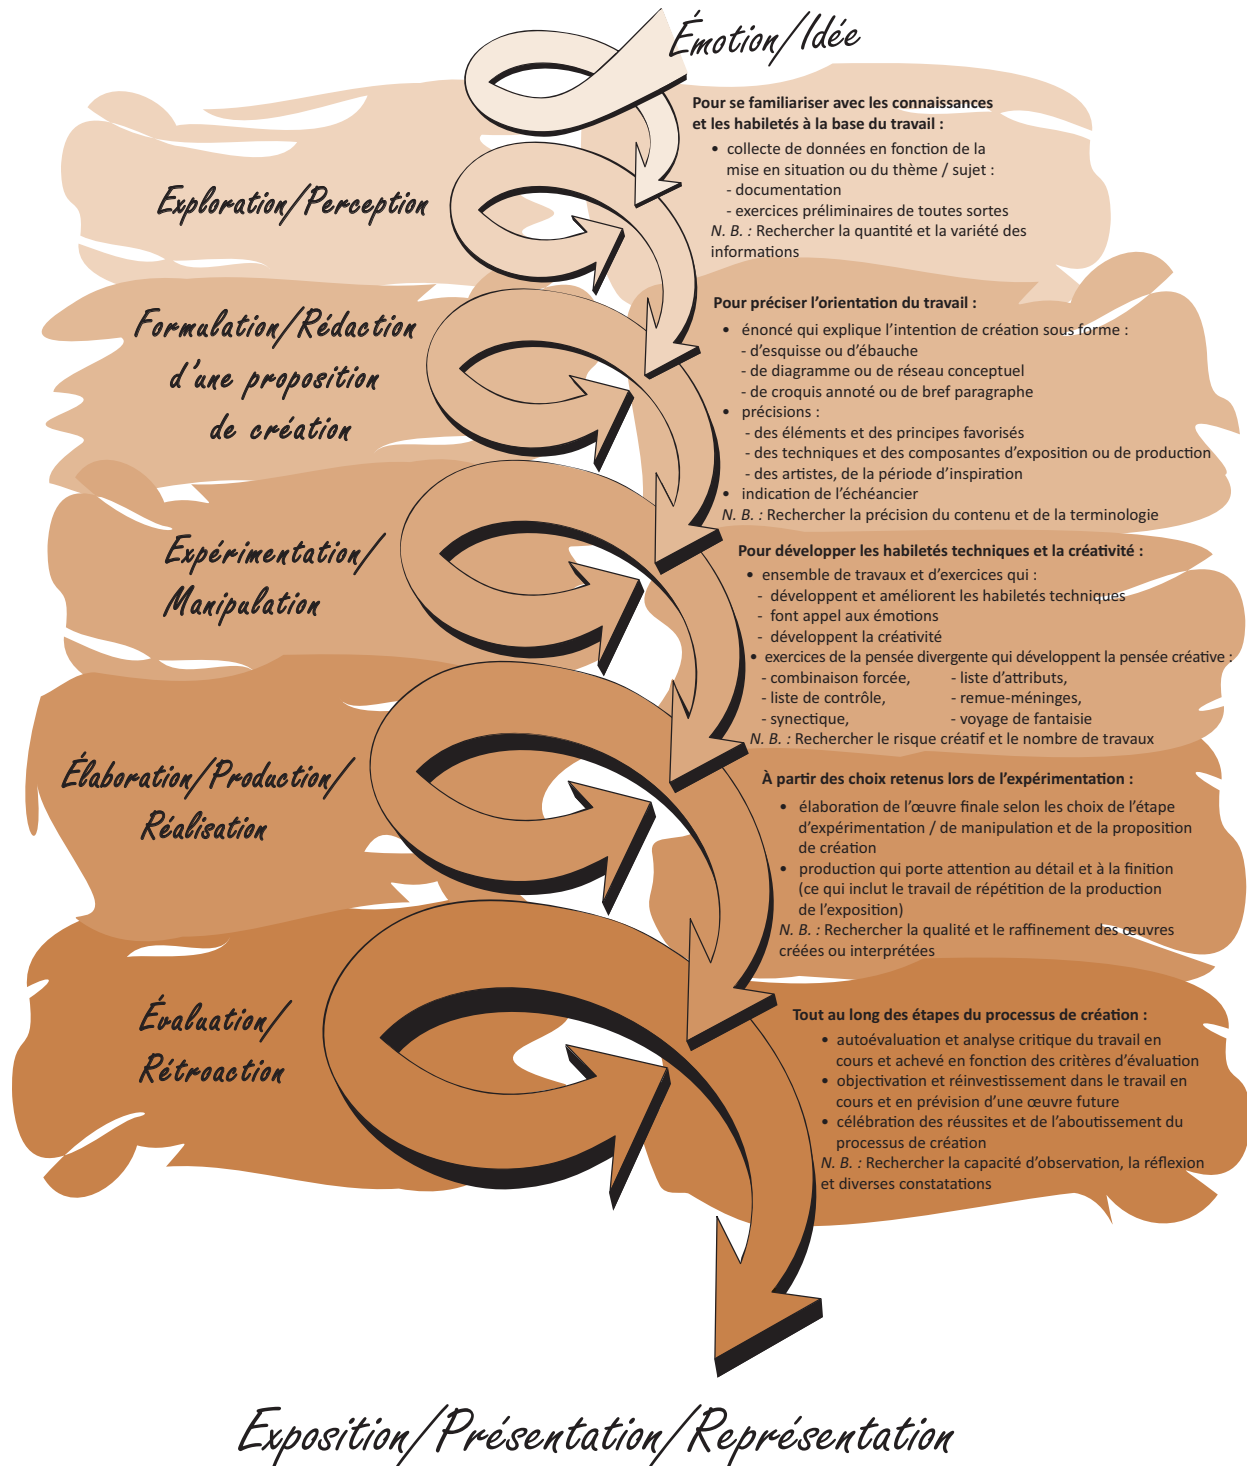 Émotion/Idée
Exploration/Perception
Pour se familiariser avec les connaissances
et les habiletés à la base du travail :
• collecte de données en fonction de la
mise en situation ou du thème / sujet :
- documentation
- exercices préliminaires de toutes sortes
N. B. : Rechercher la quantité et la variété des
informations
Formulation/Rédaction
d'une proposition
de création
Pour préciser l'orientation du travail :
• énoncé qui explique l'intention de création sous forme :
- d'esquisse ou d'ébauche
- de diagramme ou de réseau conceptuel
- de croquis annoté ou de bref paragraphe
• précisions :
- des éléments et des principes favorisés
- des techniques et des composantes d'exposition ou de production
- des artistes, de la période d'inspiration
• indication de l'échéancier
N. B. : Rechercher la précision du contenu et de la terminologie
Expérimentation/
Manipulation
Pour développer les habiletés techniques et la créativité :
• ensemble de travaux et d'exercices qui :
- développent et améliorent les habiletés techniques
- font appel aux émotions
- développent la créativité
• exercices de la pensée divergente qui développent la pensée créative :
- combinaison forcée, - liste d'attributs,
- liste de contrôle, - remue-méninges,
- synectique, - voyage de fantaisie
N. B. : Rechercher le risque créatif et le nombre de travaux
Élaboration/Production/
Réalisation
À partir des choix retenus lors de l'expérimentation :
• élaboration de l'œuvre finale selon les choix de l'étape
d'expérimentation / de manipulation et de la proposition
de création
• production qui porte attention au détail et à la finition
(ce qui inclut le travail de répétition de la production
de l'exposition)
N. B. : Rechercher la qualité et le raffinement des œuvres
créées ou interprétées
Évaluation/
Rétroaction
Tout au long des étapes du processus de création :
• autoévaluation et analyse critique du travail en
cours et achevé en fonction des critères d'évaluation
• objectivation et réinvestissement dans le travail en
cours et en prévision d'une œuvre future
• célébration des réussites et de l'aboutissement du
processus de création
N. B. : Rechercher la capacité d'observation, la réflexion
et diverses constatations
Exposition/Présentation/Représentation